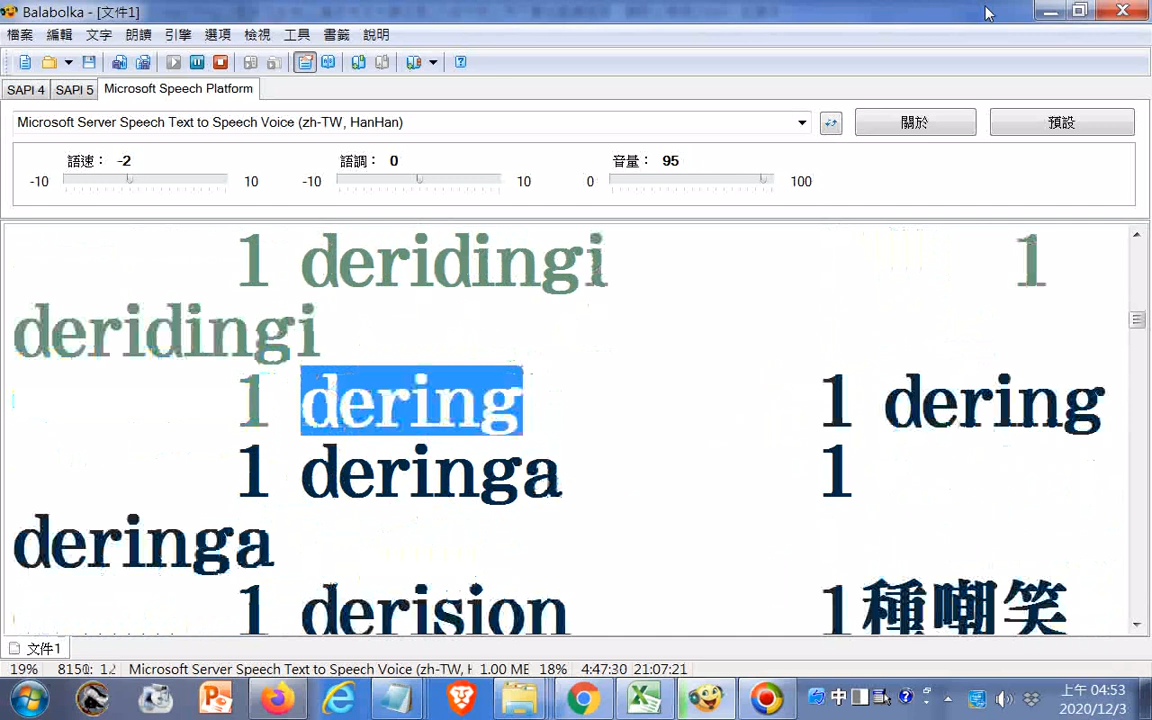 Balabolka - [文件1]
檔案 編輯 文字 朗讀 引擎 選項 檢視 工具 書籤 說明
SAPI 4 SAPI 5 Microsoft Speech Platform
Microsoft Server Speech Text to Speech Voice (zh-TW, HanHan) 關於 預設
語速： -2 語調： 0 音量： 95
-10 10 -10 10 0 100
1 deridingi 1
deridingi
1 dering 1 dering
1 deringa 1
deringa
1 derision 1種嘲笑
文件1
19% 8150: 12 Microsoft Server Speech Text to Speech Voice (zh-TW, H 1.00 ME 18% 4:47:30 21:07:21
中
上午 04:53
2020/12/3